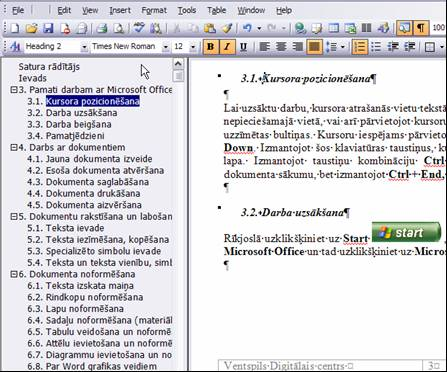 File Edit View Insert Format Tools Table
100
Heading 2 Times New Roman 12 B I U
Satura rādītājs
Ievads
3. Pamati darbam ar Microsoft Office
3.1. Kursora pozicionēšana
3.2. Darba uzsākšana
3.3. Darba beigšana
3.4. Pamatjēdzieni
4. Darbs ar dokumentiem
4.1. Jauna dokumenta izveide
4.2. Esoša dokumenta atvēršana
4.3. Dokumenta saglabāšana
4.4. Dokumenta drukāšana
4.5. Dokumenta aizvēršana
5. Dokumentu rakstīšana un labošan
5.1. Teksta ievade
5.2. Teksta iezīmēšana, kopēšana
5.3. Specializēto simbolu ievade
5.4. Teksta un teksta vienību, simb
6. Dokumenta noformēšana
6.1. Teksta izskata maiņa
6.2. Rindkopu noformēšana
6.3. Lapu noformēšana
6.4. Sadaļu noformēšana (materiāl
6.5. Tabulu veidošana un noformē
6.6. Attēlu ievietošana un noformē
6.7. Diagrammu ievietošana un no
6.8. Par Word grafikas veidiem
3.1. Kursora·pozicionēšana¶
¶
Lai·uzsāktu·darbu,·kursora·atrašanās·vietu·tekstā
nepieciešamajā·vietā,·vai·arī·pārvietojot·kursoru
uzzīmētas·bultiņas.·Kursoru·iespējams·pārvieto
Down.·Izmantojot·šos·klaviatūras·taustiņus,·ku
lapa.·Izmantojot·taustiņu·kombināciju·Ctrl
dokumenta·sākumu,·bet·izmantojot·Ctrl·+·End,
¶
3.2. Darba·uzsākšana¶
Rīkjoslā·uzklikšķiniet·uz·Start start
Microsoft·Office·un·tad·uzklikšķiniet·uz·Micros
¶
Ventspils·Digitālais·centrs·¤ 3¤